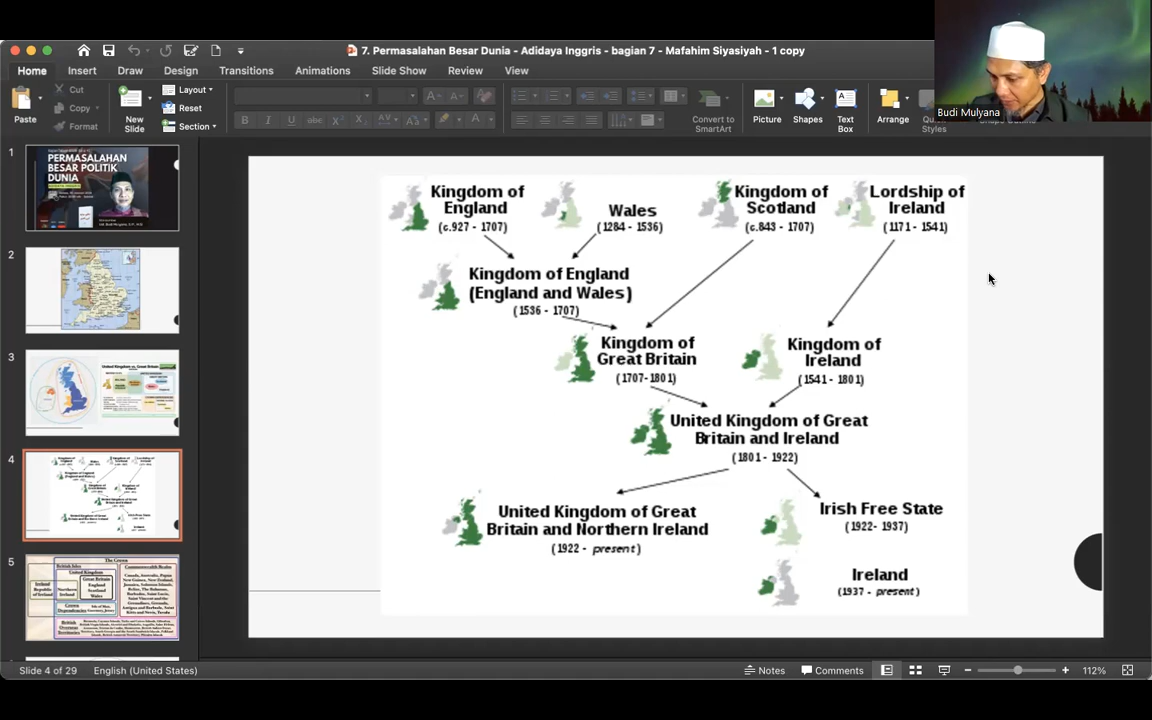 7. Permasalahan Besar Dunia - Adidaya Inggris - bagian 7 - Mafahim Siyasiyah - 1 copy
Home Insert Draw Design Transitions Animations Slide Show Review View
Paste
Cut
Copy
Format
New Slide
Layout
Reset
Section
Convert to SmartArt
Picture
Shapes
Text Box
Arrange
Budi Mulyana
1
PERMASALAHAN
BESAR POLITIK
DUNIA
2
3
4
5
The Crown
Kingdom of
England
(c.927 - 1707)
Wales
(1284 - 1536)
Kingdom of
Scotland
(c.843 - 1707)
Lordship of
Ireland
(1171 - 1541)
Kingdom of England
(England and Wales)
(1536 - 1707)
Kingdom of
Great Britain
(1707-1801)
Kingdom of
Ireland
(1541 - 1801)
United Kingdom of Great
Britain and Ireland
(1801 - 1922)
United Kingdom of Great
Britain and Northern Ireland
(1922 - present)
Irish Free State
(1922- 1937)
Ireland
(1937 - present)
Slide 4 of 29 English (United States) Notes Comments 112%